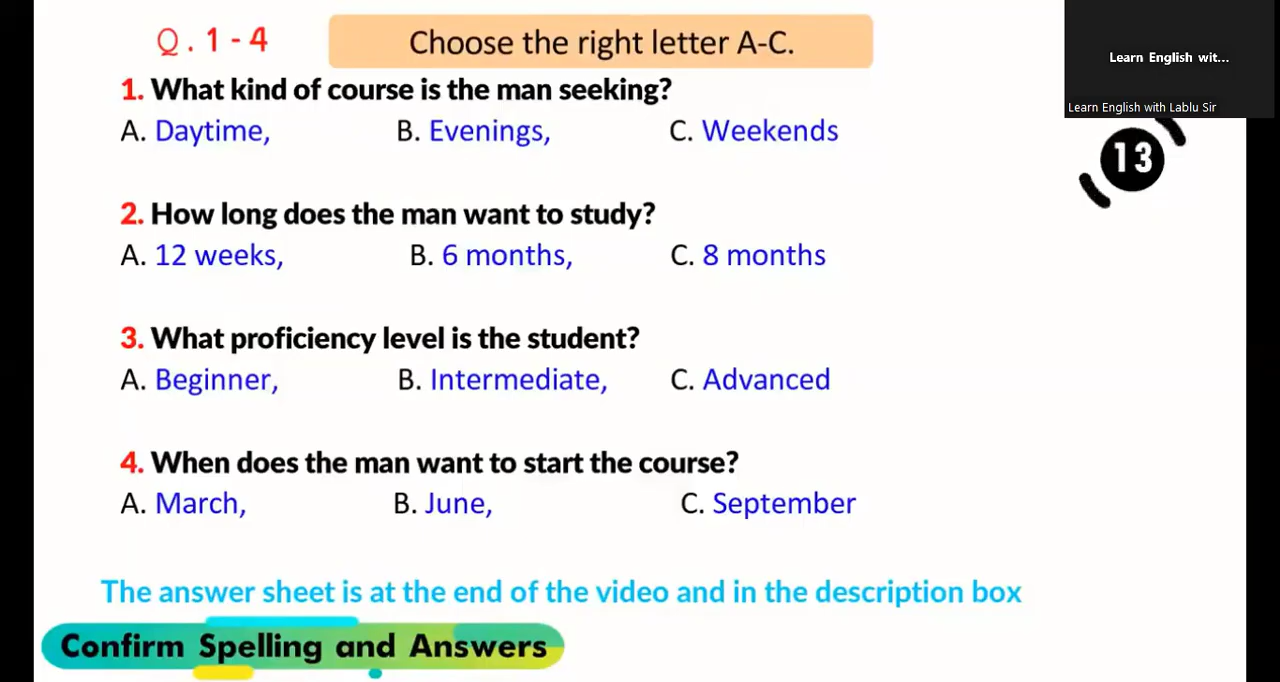 Q. 1 - 4
Choose the right letter A-C.
Learn English wit...
Learn English with Lablu Sir
13
1. What kind of course is the man seeking?
A. Daytime, B. Evenings, C. Weekends
2. How long does the man want to study?
A. 12 weeks, B. 6 months, C. 8 months
3. What proficiency level is the student?
A. Beginner, B. Intermediate, C. Advanced
4. When does the man want to start the course?
A. March, B. June, C. September
The answer sheet is at the end of the video and in the description box
Confirm Spelling and Answers